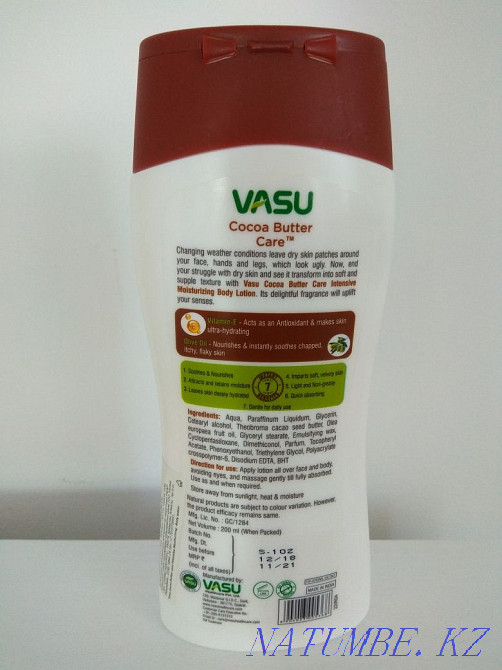 VASU
Cocoa Butter
Care™
Changing weather conditions leave dry skin patches around
your face, hands and legs, which look ugly. Now, end
your struggle with dry skin and see it transform into soft and
supple texture with Vasu Cocoa Butter Care Intensive
Moisturizing Body Lotion. Its delightful fragrance will uplift
your senses.
Vitamin-E - Acts as an Antioxidant & makes skin
ultra-hydrating
Olive Oil - Nourishes & instantly soothes chapped,
itchy, flaky skin
1. Soothes & Nourishes
2. Attracts and retains moisture
3. Leaves skin deeply hydrated
7
4. Imparts soft, velvety skin
5. Light and Non-greasy
6. Quick absorbing
7. Gentle for daily use
Ingredients: Aqua, Paraffinum Liquidum, Glycerin,
Cetearyl alcohol, Theobroma cacao seed butter, Olea
europaea fruit oil, Glyceryl stearate, Emulsifying wax,
Cyclopentasiloxane, Dimethiconol, Parfum, Tocopheryl
Acetate, Phenoxyethanol, Triethylene Glycol, Polyacrylate
crosspolymer-6, Disodium EDTA, BHT
Direction for use: Apply lotion all over face and body,
avoiding eyes, and massage gently till fully absorbed.
Use as and when required.
Store away from sunlight, heat & moisture
Natural products are subject to colour variation. However,
the product efficacy remains same.
Mfg. Lic. No.: GC/1284
Net Volume : 200 ml (When Packed)
Batch No.
Mfg. Dt.
Use before
MRP ₹
(incl. of all taxes)
S-102
12/18
11/21
Manufactured by:
VASU
MADE IN INDIA
NATUMBE. KZ